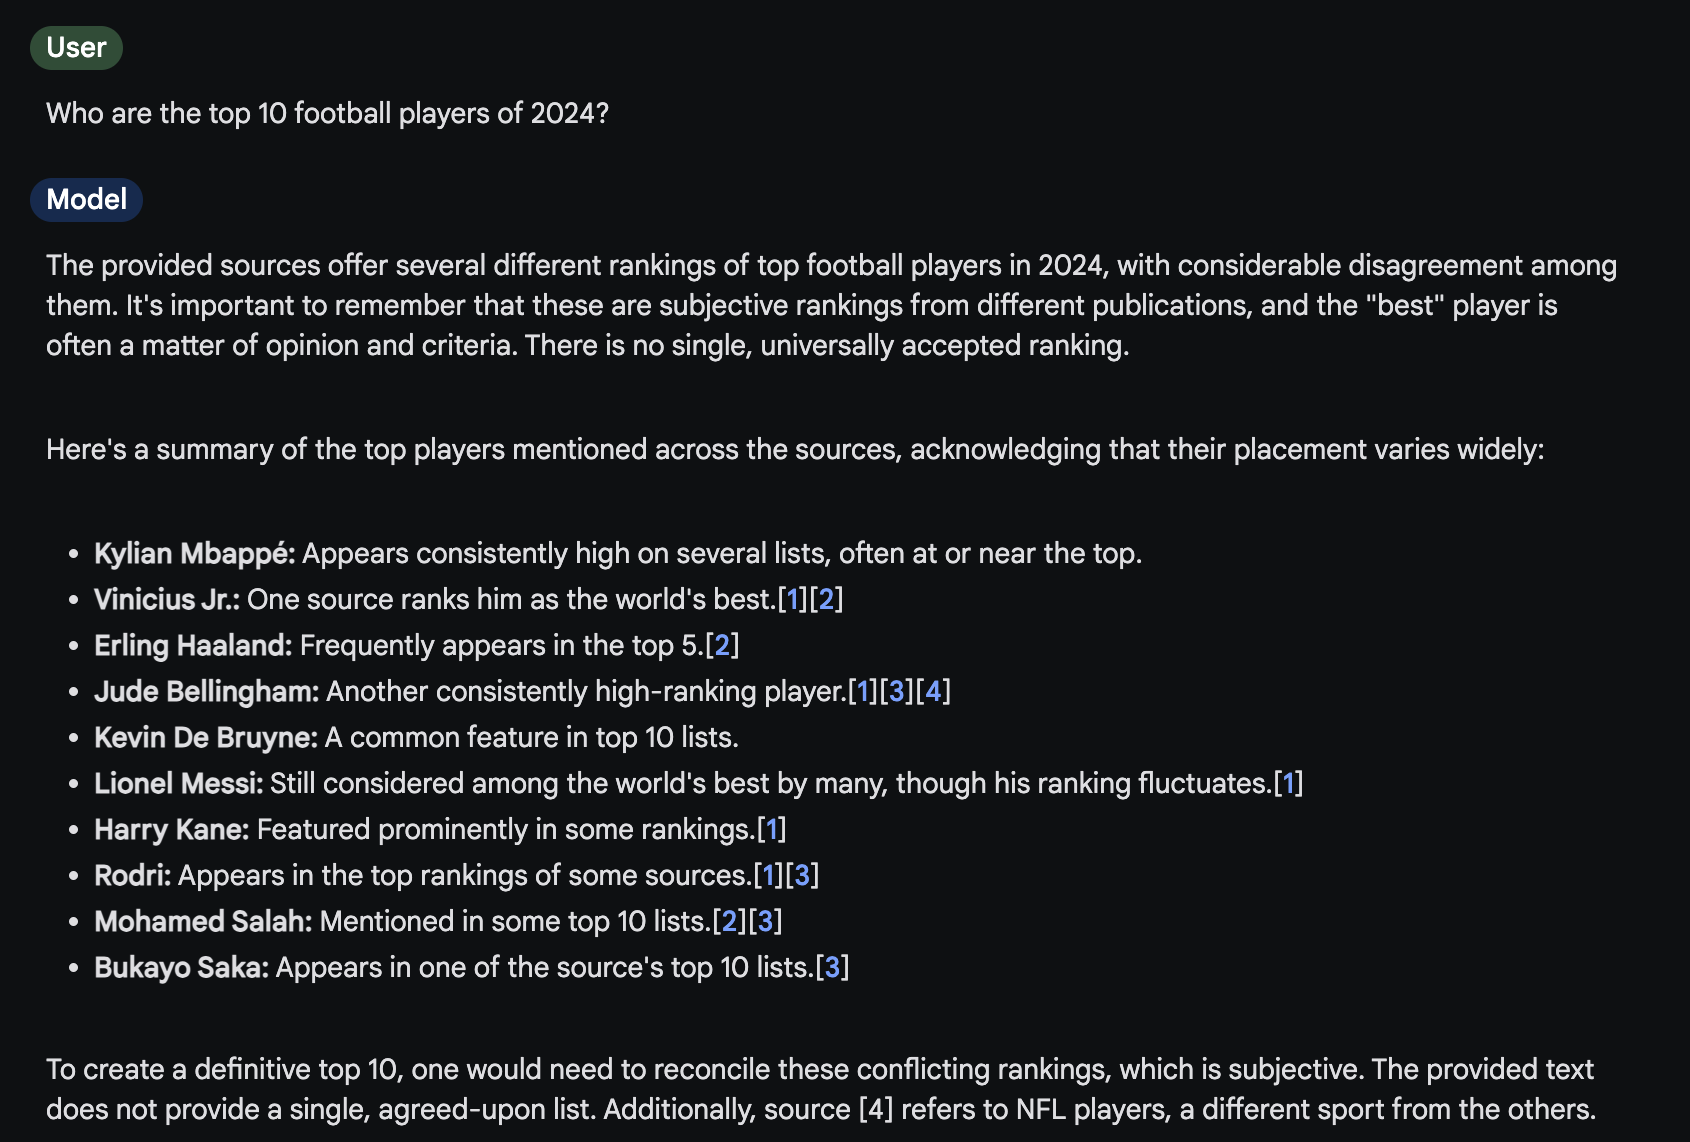 User
Who are the top 10 football players of 2024?
Model
The provided sources offer several different rankings of top football players in 2024, with considerable disagreement among
them. It's important to remember that these are subjective rankings from different publications, and the "best" player is
often a matter of opinion and criteria. There is no single, universally accepted ranking.
Here's a summary of the top players mentioned across the sources, acknowledging that their placement varies widely:
• Kylian Mbappé: Appears consistently high on several lists, often at or near the top.
• Vinicius Jr.: One source ranks him as the world's best.[1][2]
• Erling Haaland: Frequently appears in the top 5.[2]
• Jude Bellingham: Another consistently high-ranking player.[1][3][4]
• Kevin De Bruyne: A common feature in top 10 lists.
• Lionel Messi: Still considered among the world's best by many, though his ranking fluctuates.[1]
• Harry Kane: Featured prominently in some rankings.[1]
• Rodri: Appears in the top rankings of some sources.[1][3]
• Mohamed Salah: Mentioned in some top 10 lists.[2][3]
• Bukayo Saka: Appears in one of the source's top 10 lists.[3]
To create a definitive top 10, one would need to reconcile these conflicting rankings, which is subjective. The provided text
does not provide a single, agreed-upon list. Additionally, source [4] refers to NFL players, a different sport from the others.